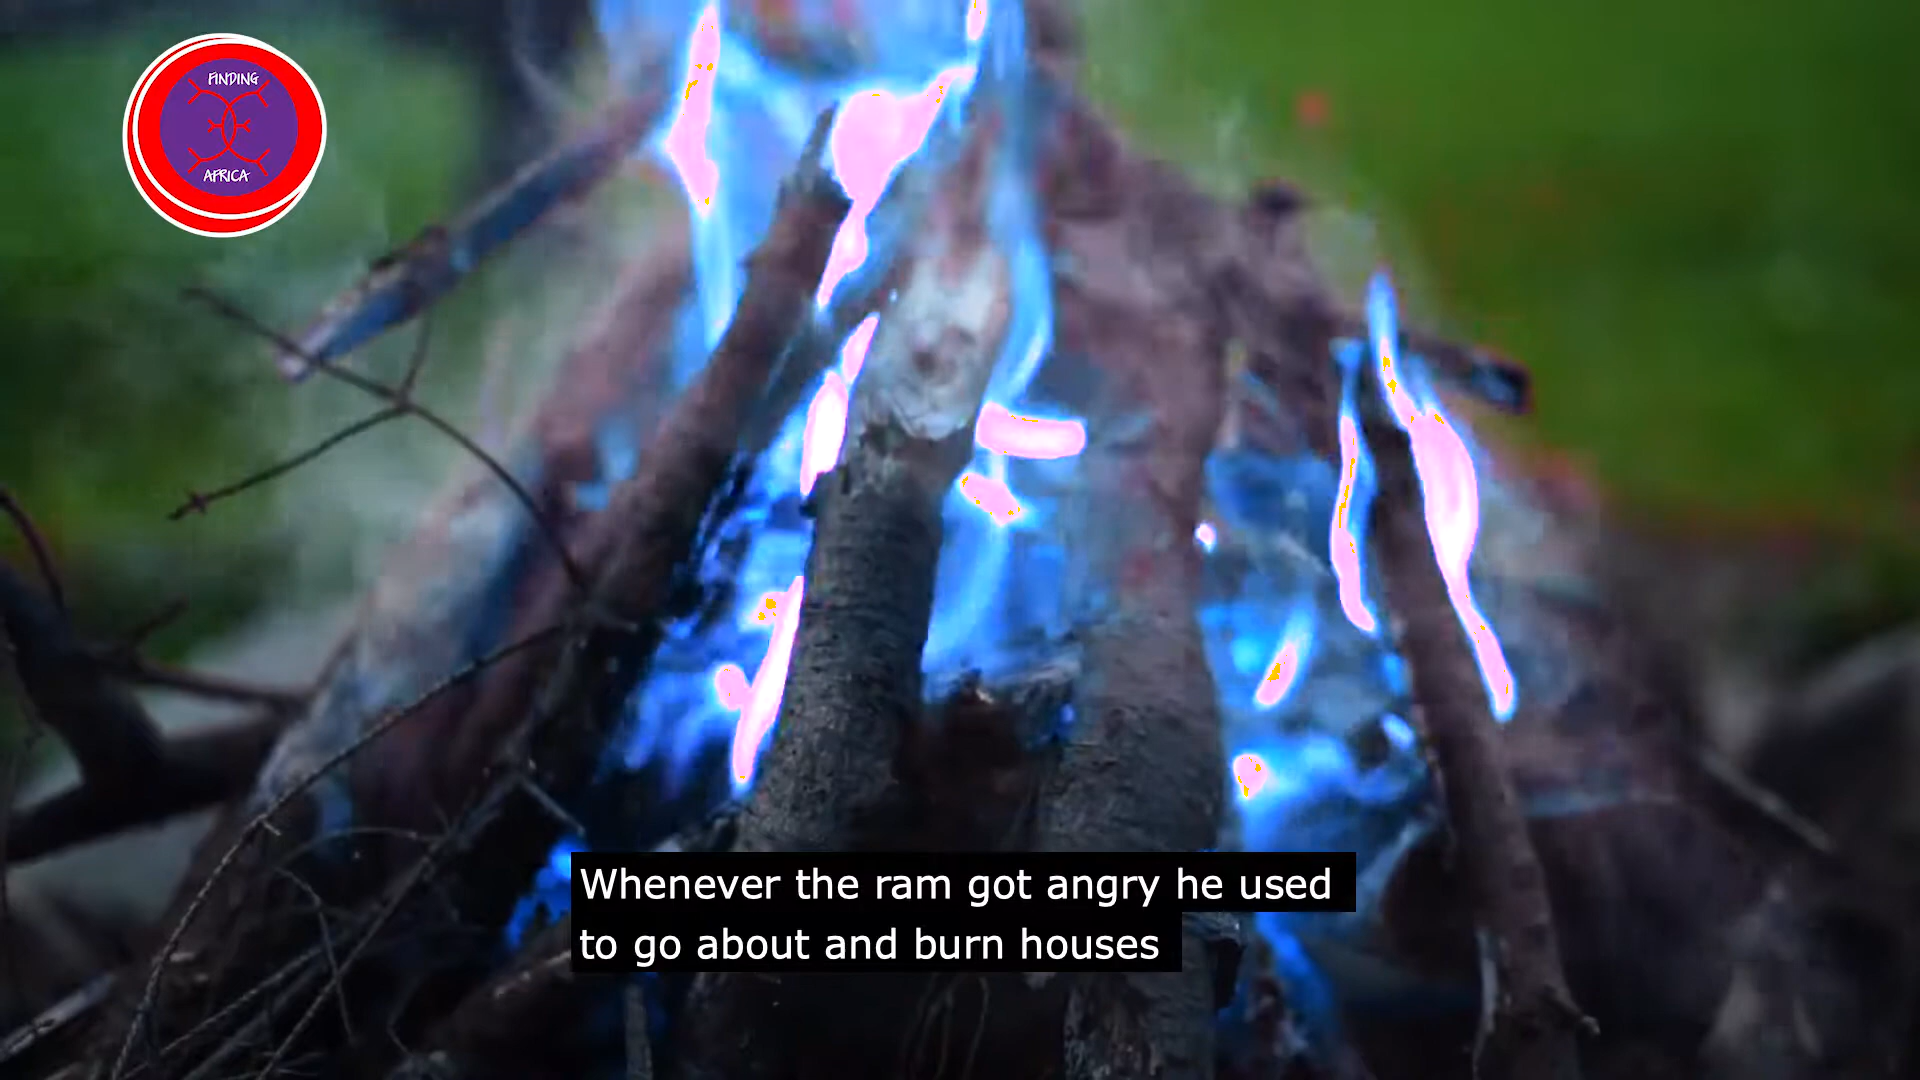 FINDING
AFRICA
Whenever the ram got angry he used
to go about and burn houses